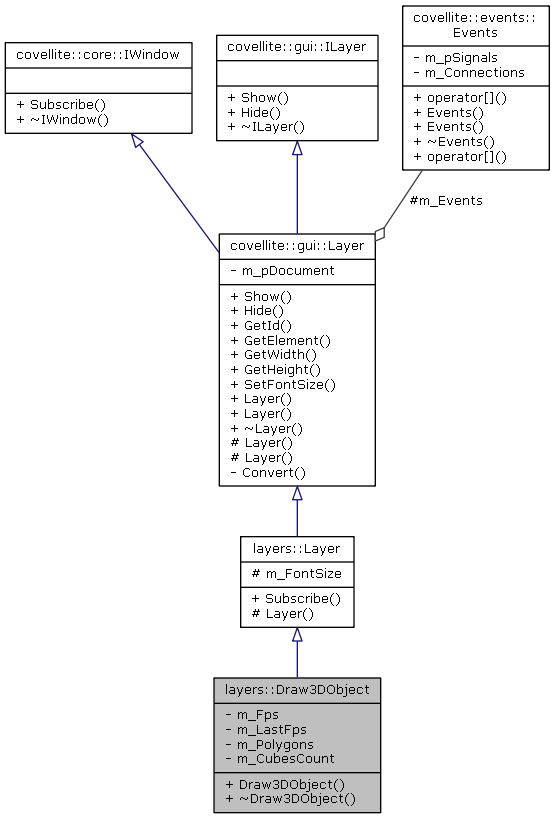 covellite::core::IWindow
+ Subscribe()
+ ~IWindow()
covellite::gui::ILayer
+ Show()
+ Hide()
+ ~ILayer()
covellite::events::
Events
- m_pSignals
- m_Connections
+ operator[]()
+ Events()
+ Events()
+ ~Events()
+ operator[]()
#m_Events
covellite::gui::Layer
- m_pDocument
+ Show()
+ Hide()
+ GetId()
+ GetElement()
+ GetWidth()
+ GetHeight()
+ SetFontSize()
+ Layer()
+ Layer()
+ ~Layer()
# Layer()
# Layer()
- Convert()
layers::Layer
# m_FontSize
+ Subscribe()
# Layer()
layers::Draw3DObject
- m_Fps
- m_LastFps
- m_Polygons
- m_CubesCount
+ Draw3DObject()
+ ~Draw3DObject()